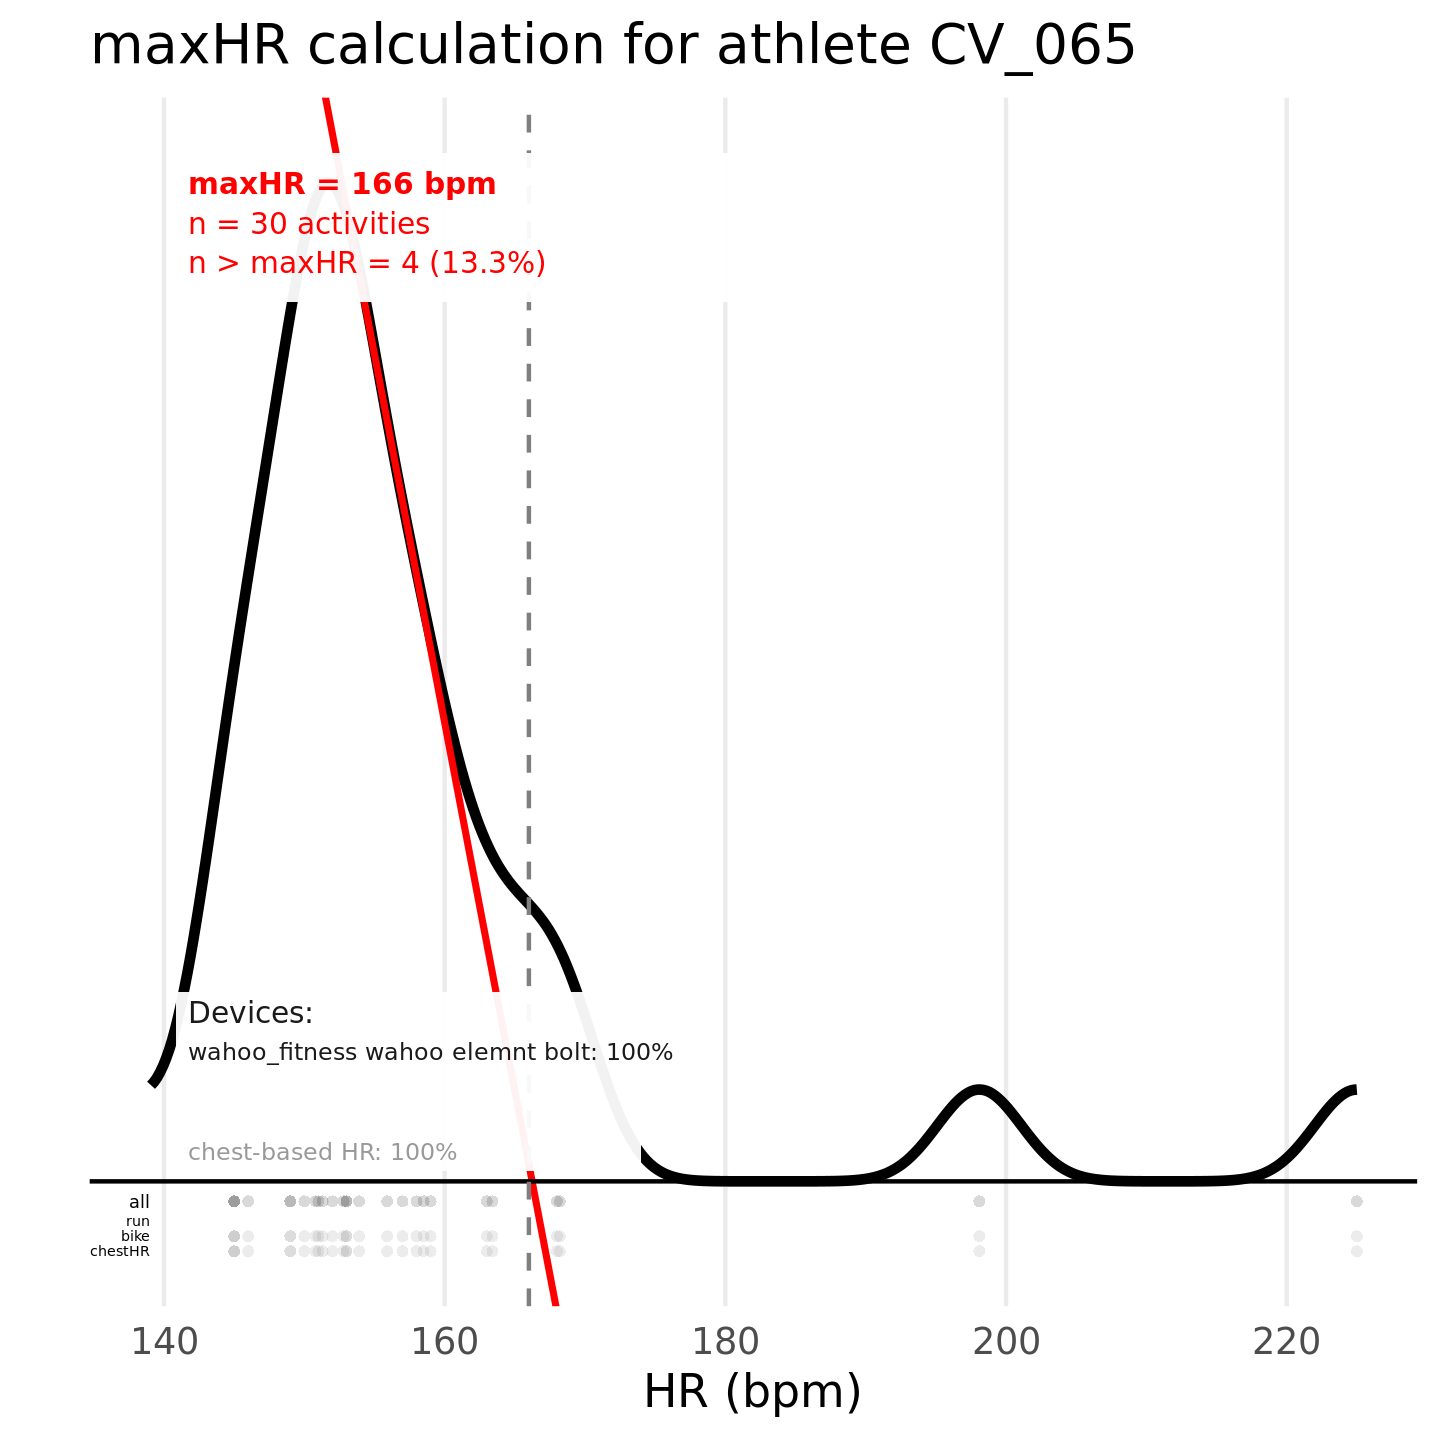 maxHR calculation for athlete CV_065
maxHR = 166 bpm
n = 30 activities
n > maxHR = 4 (13.3%)
Devices:
wahoo_fitness wahoo elemnt bolt: 100%
chest-based HR: 100%
all
run
bike
chestHR
140 160 180 200 220
HR (bpm)